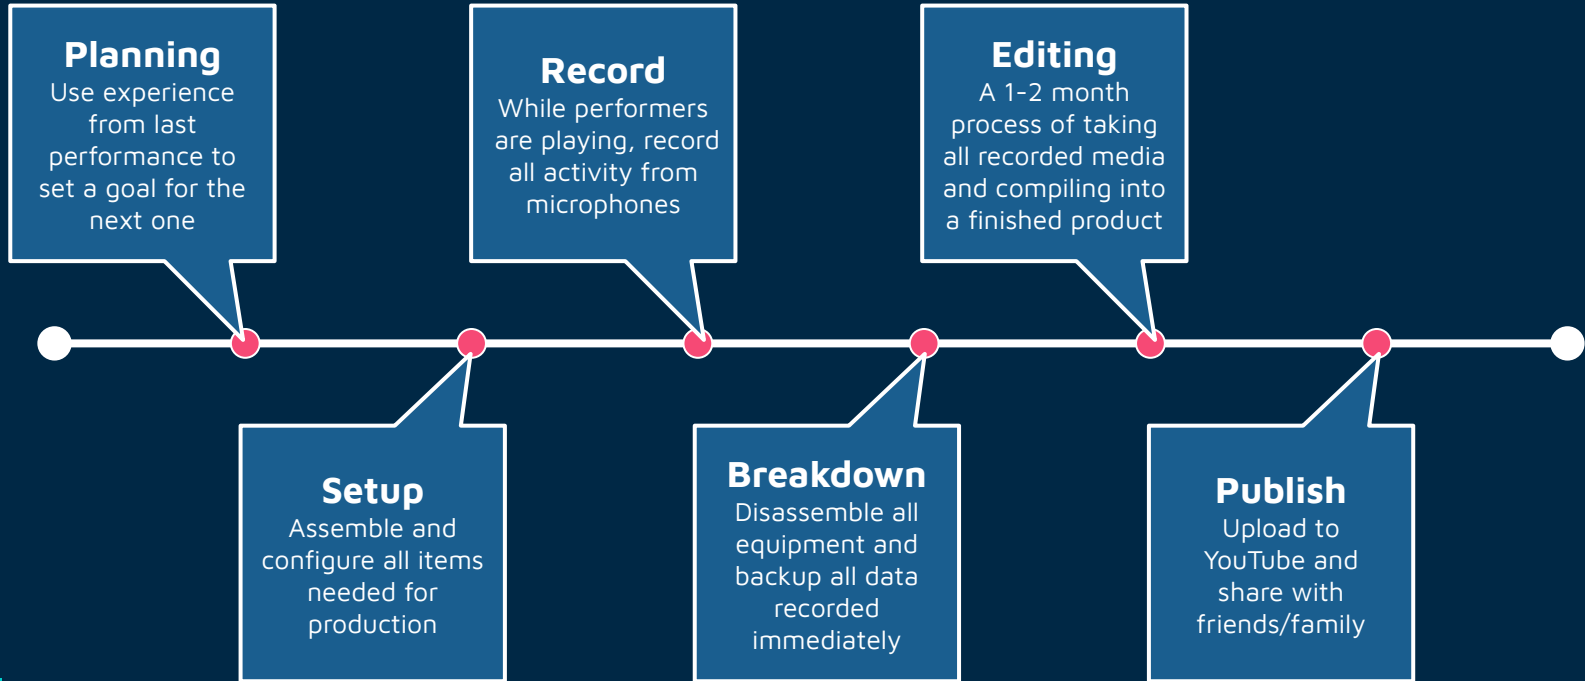 Planning
Use experience
from last
performance to
set a goal for the
next one
Setup
Assemble and
configure all items
needed for
production
Record
While performers
are playing, record
all activity from
microphones
Breakdown
Disassemble all
equipment and
backup all data
recorded
immediately
Editing
A 1-2 month
process of taking
all recorded media
and compiling into
a finished product
Publish
Upload to
YouTube and
share with
friends/family